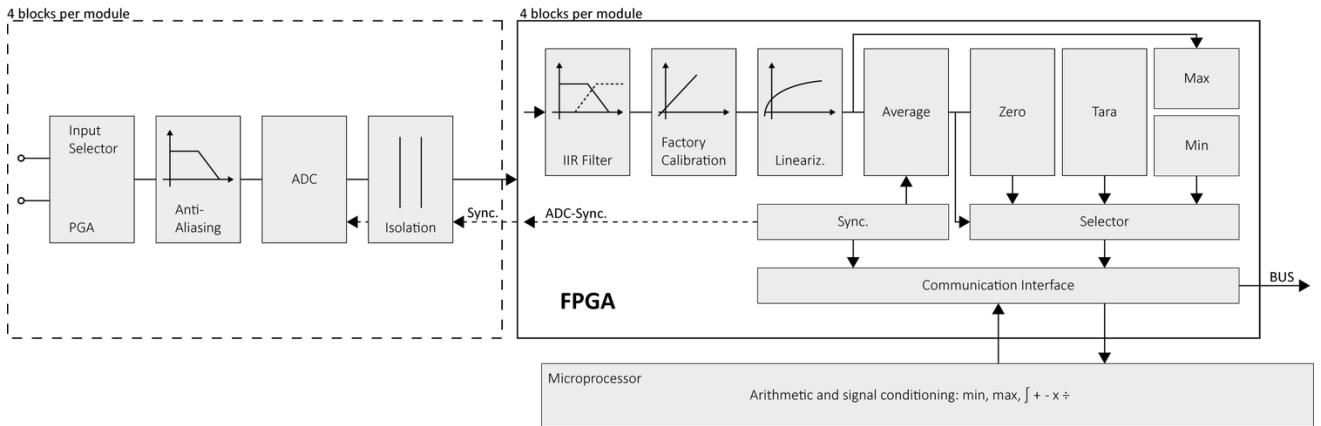 4 blocks per module
4 blocks per module
Input
Selector
PGA
Anti-
Aliasing
ADC
Isolation
Sync.
ADC-Sync.
IIR Filter
Factory
Calibration
Lineariz.
Average
Zero
Tara
Max
Min
Sync.
Selector
Communication Interface
BUS
FPGA
Microprocessor
Arithmetic and signal conditioning: min, max, ∫ + - x ÷